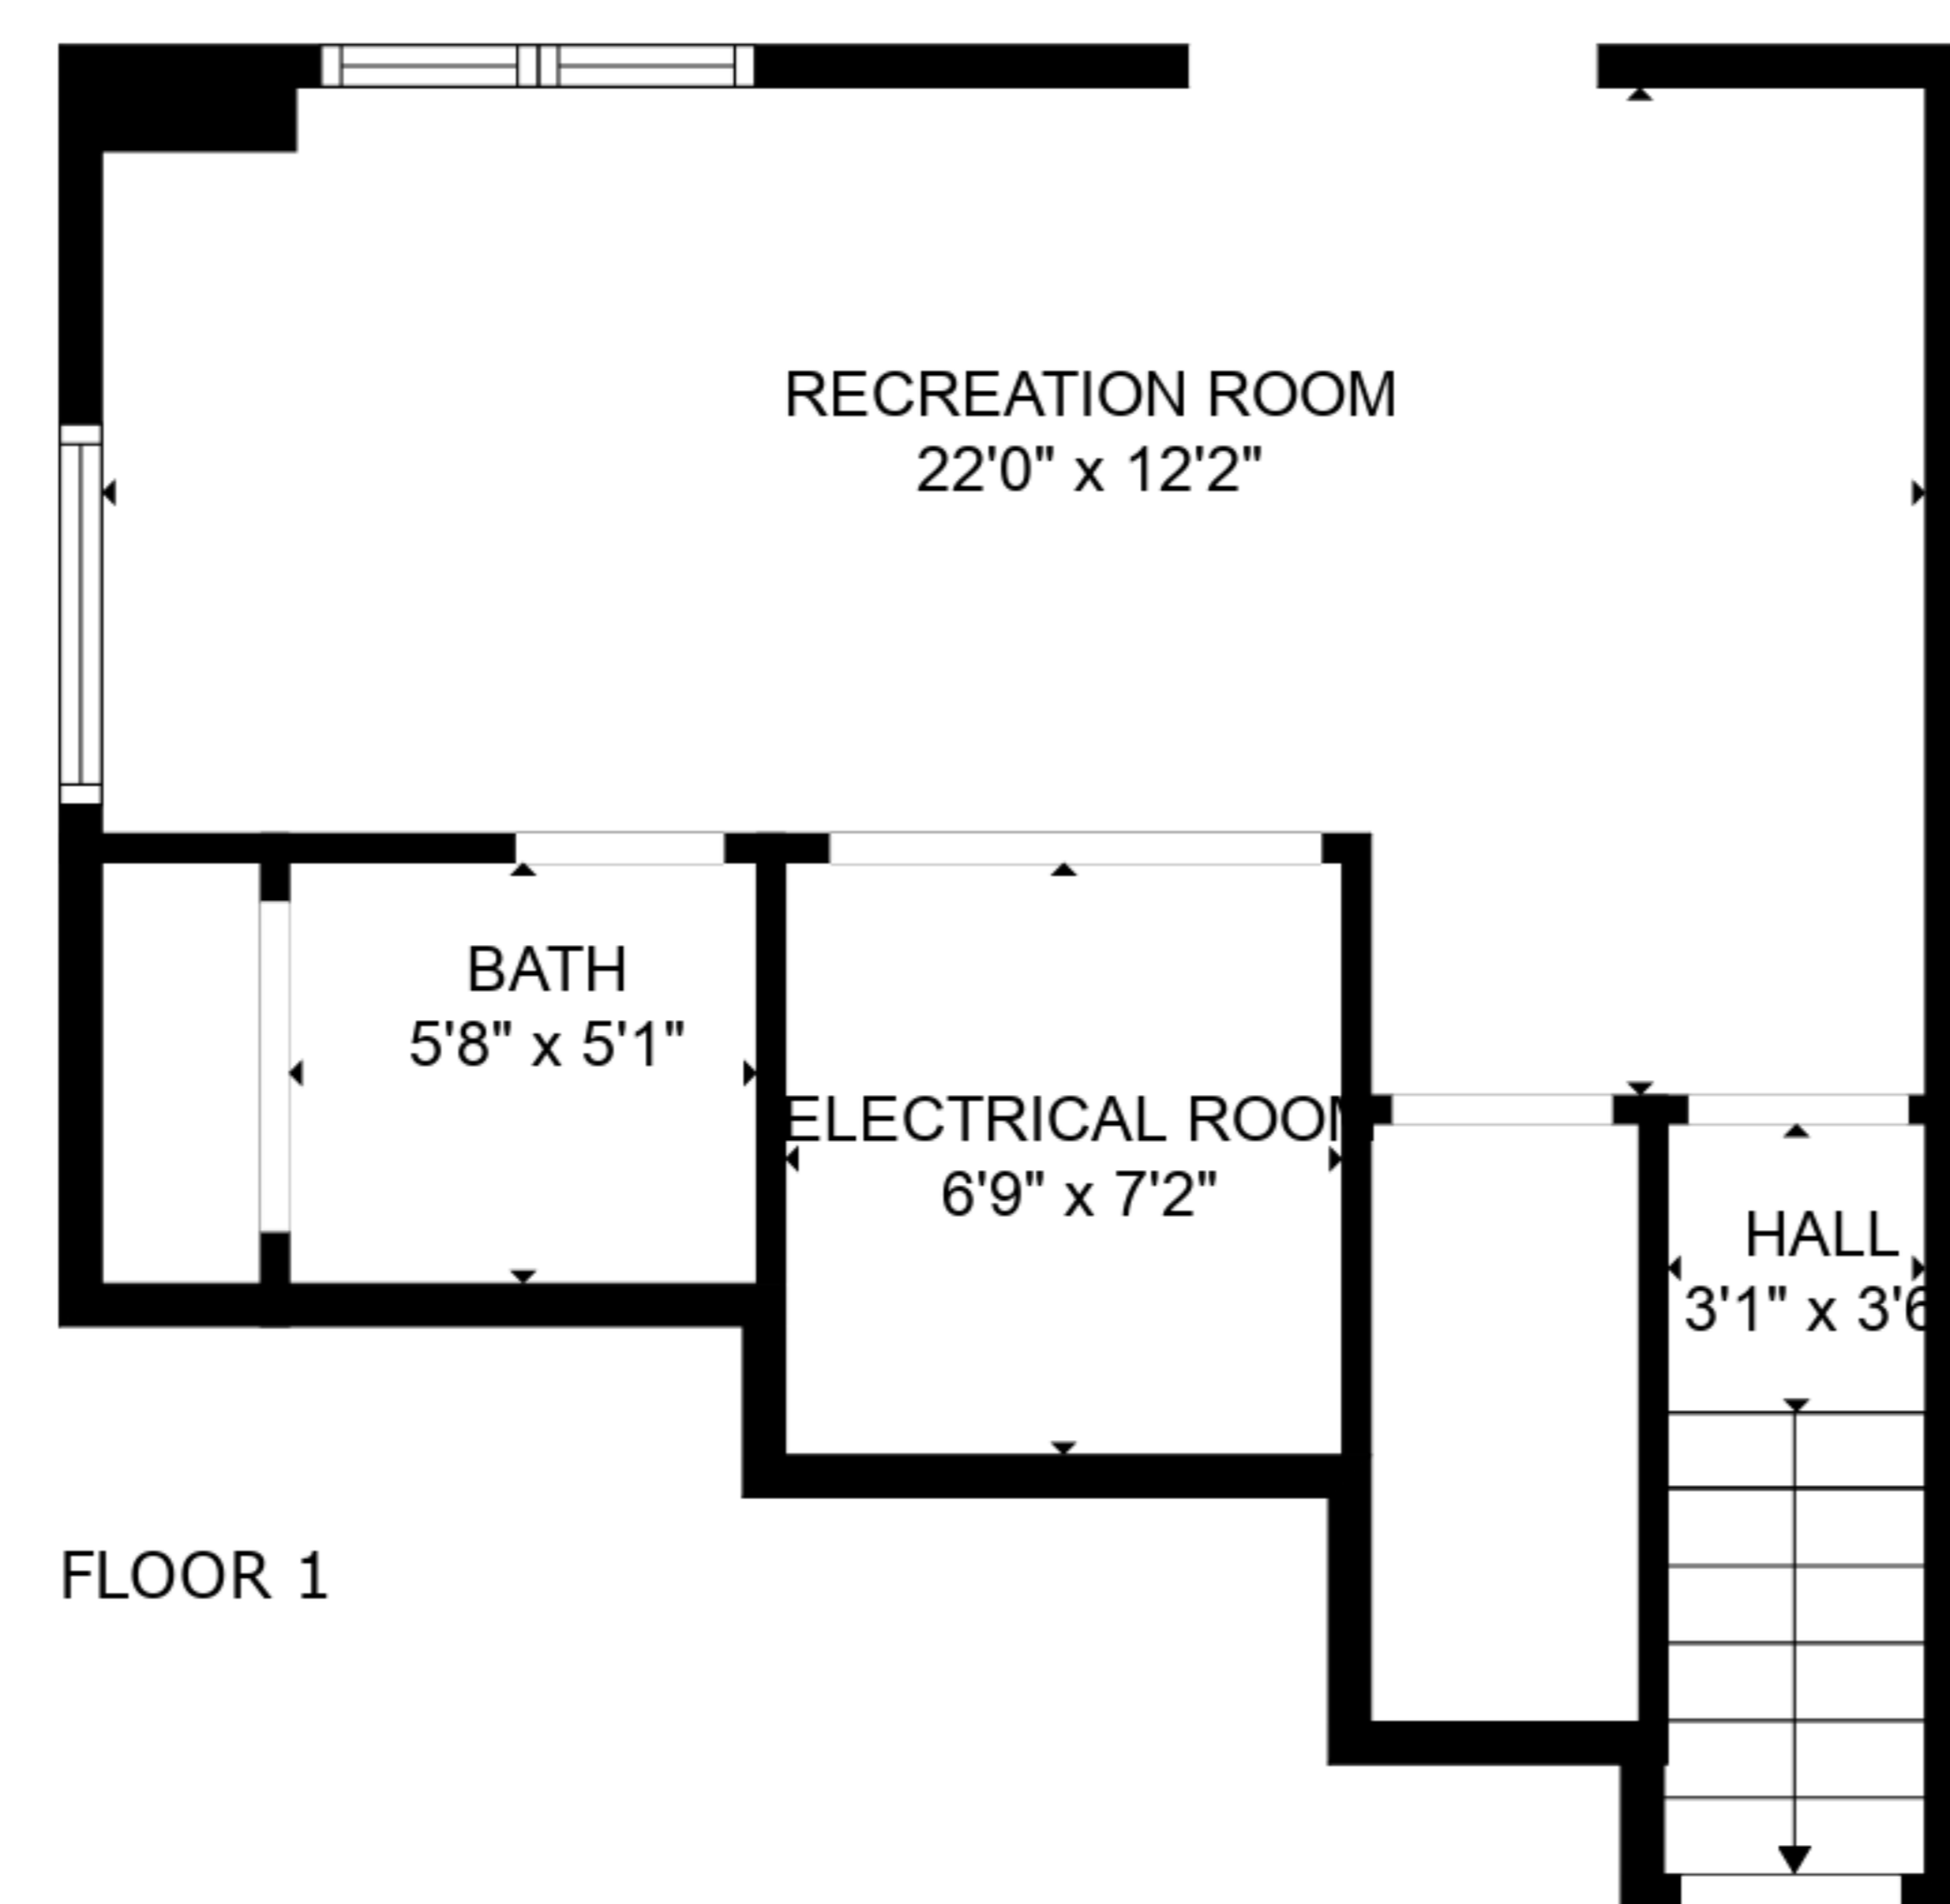 RECREATION ROOM
22'0" x 12'2"
BATH
5'8" x 5'1"
ELECTRICAL ROOM
6'9" x 7'2"
HALL
3'1" x 3'6
FLOOR 1